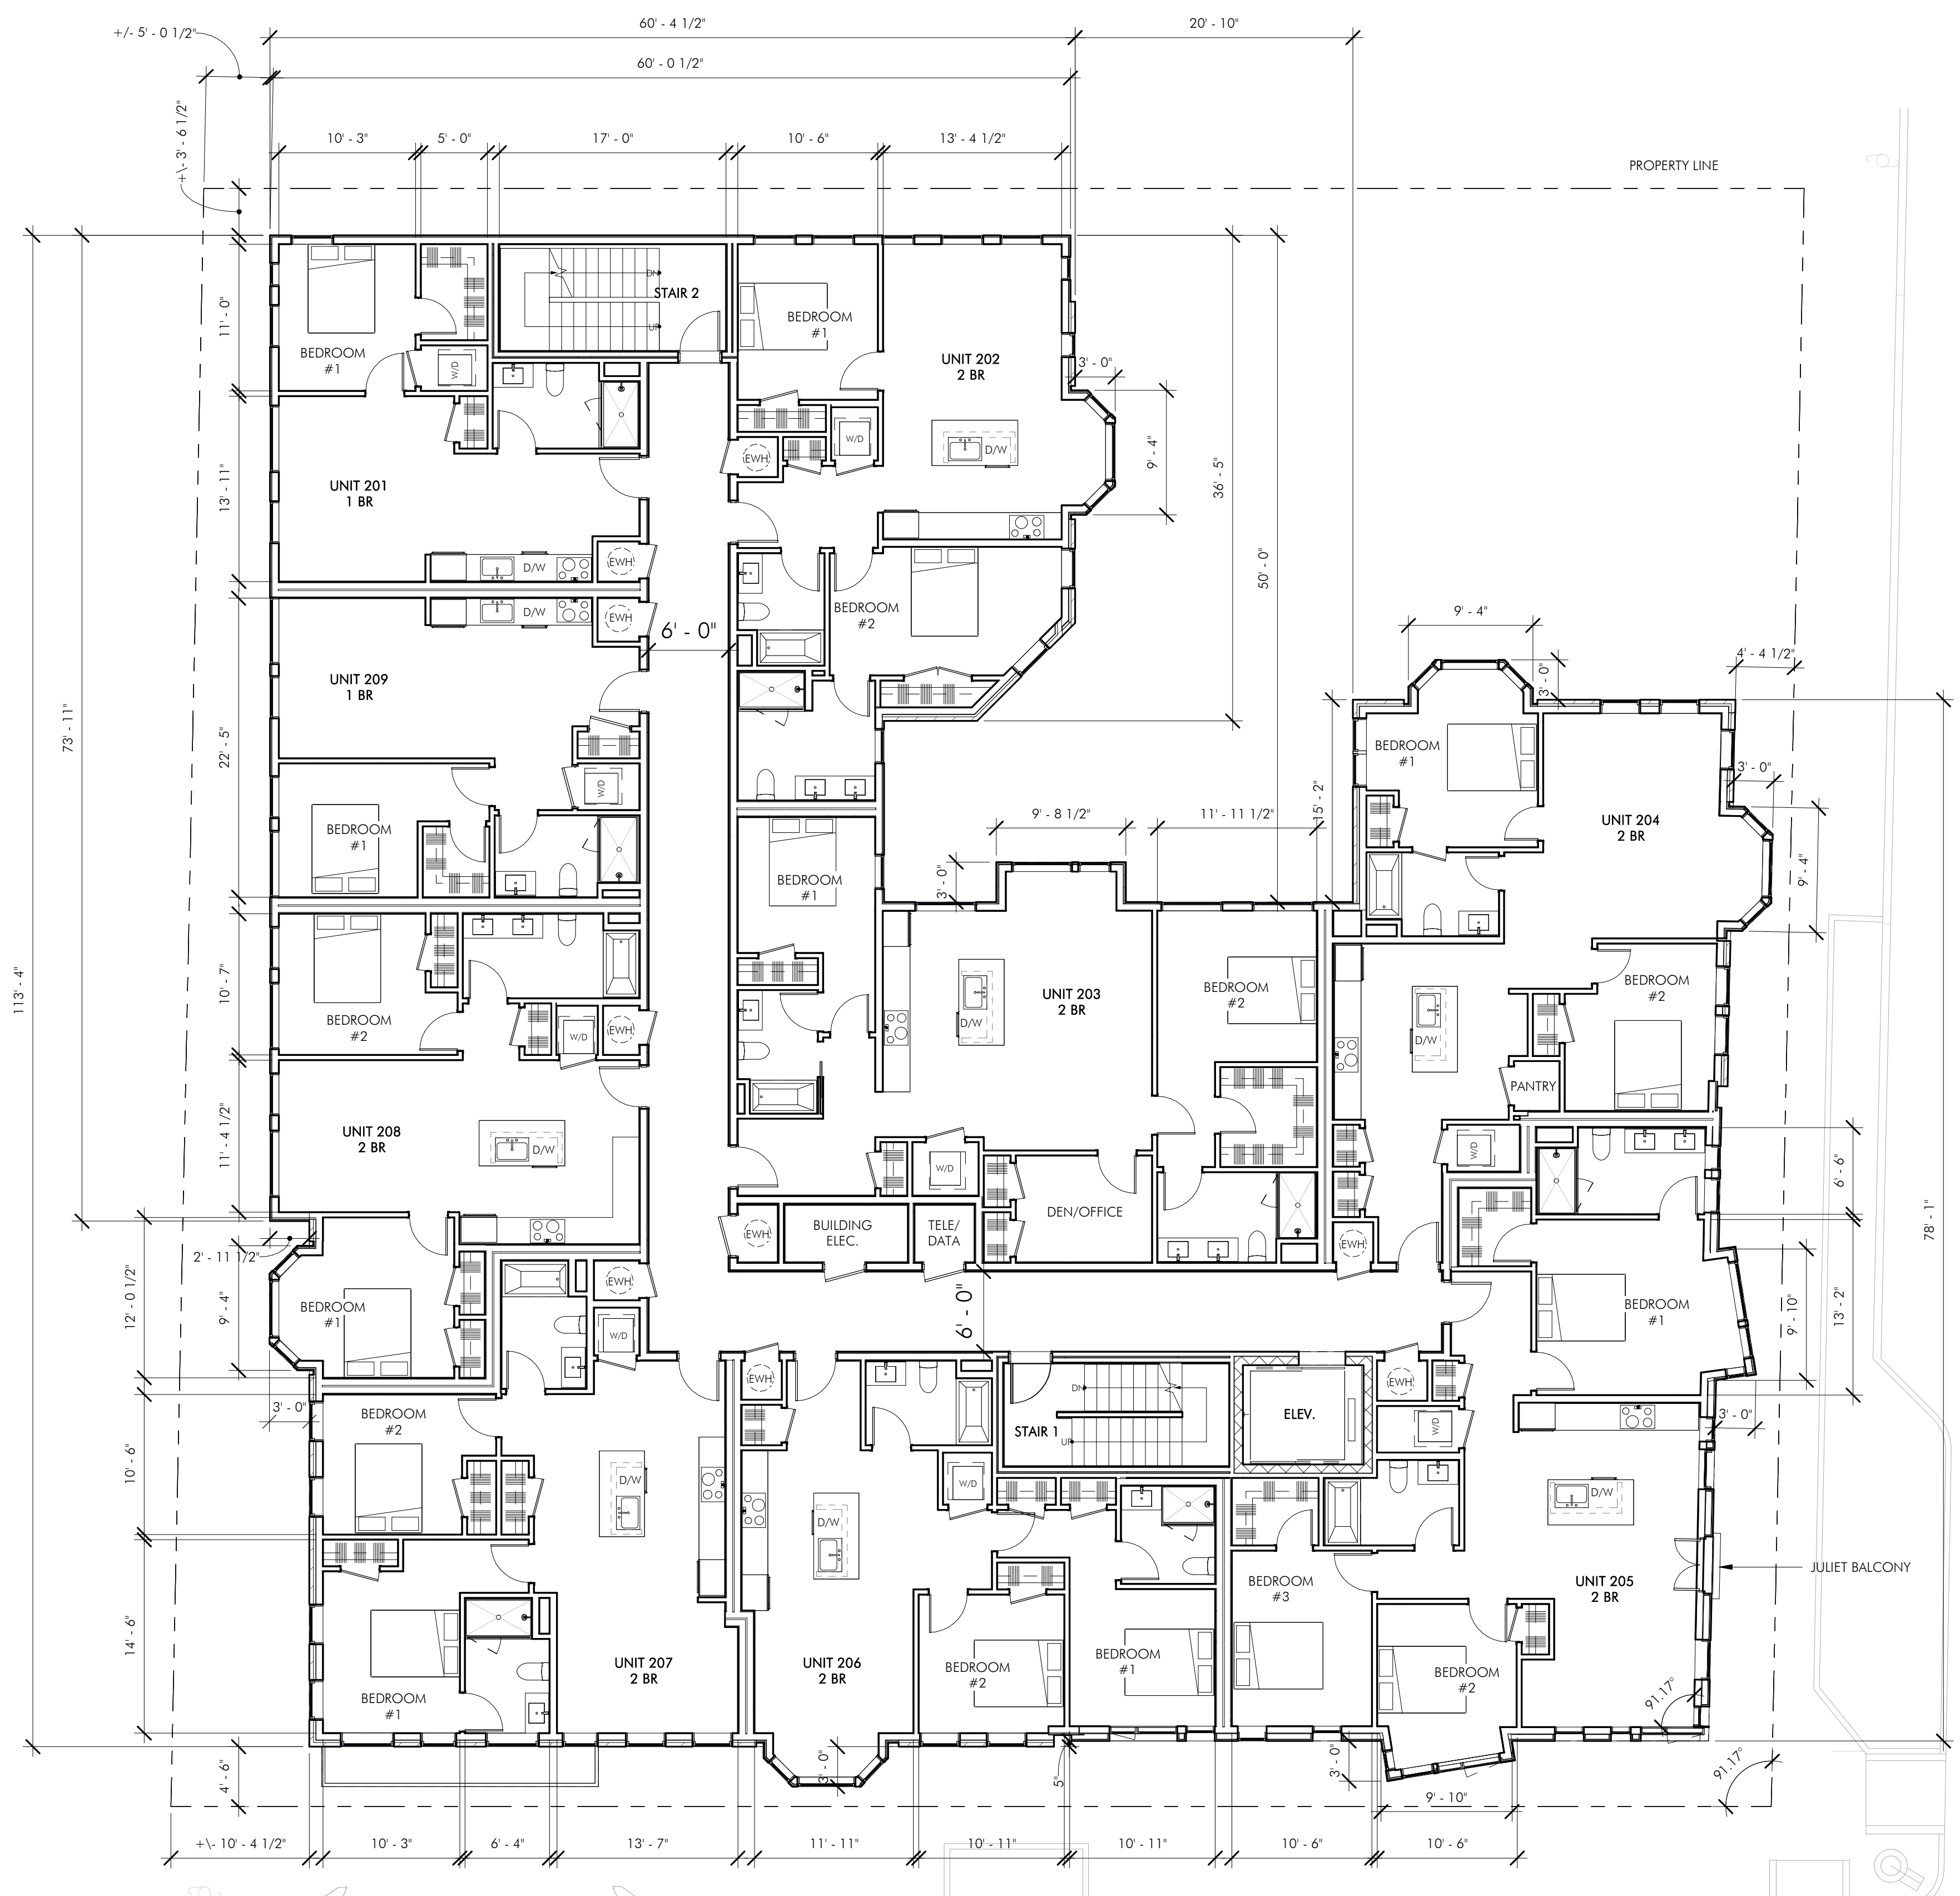 60' - 4 1/2"
20' - 10"
+/- 5' - 0 1/2"
60' - 0 1/2"
+\- 3' - 6 1/2"
10' - 3"
5' - 0"
17' - 0"
10' - 6"
13' - 4 1/2"
PROPERTY LINE
11' - 0"
BEDROOM
#1
W/D
DN
STAIR 2
UP
BEDROOM
#1
UNIT 202
2 BR
3' - 0"
9' - 4"
W/D
EWH
D/W
13' - 11"
UNIT 201
1 BR
D/W
EWH
36' - 5"
50' - 0"
D/W
EWH
6' - 0"
BEDROOM
#2
UNIT 209
1 BR
73' - 11"
22' - 5"
W/D
BEDROOM
#1
9' - 4"
3' - 0"
4' - 4 1/2"
BEDROOM
#1
3' - 0"
15' - 2"
UNIT 204
2 BR
9' - 4"
9' - 8 1/2"
11' - 11 1/2"
3' - 0"
BEDROOM
#1
113' - 4"
10' - 7"
BEDROOM
#2
W/D
EWH
UNIT 203
2 BR
D/W
BEDROOM
#2
D/W
BEDROOM
#2
PANTRY
11' - 4 1/2"
UNIT 208
2 BR
D/W
W/D
W/D
6' - 6"
78' - 1"
DEN/OFFICE
EWH
BUILDING
ELEC.
TELE/
DATA
EWH
2' - 11 1/2"
12' - 0 1/2"
9' - 4"
BEDROOM
#1
EWH
W/D
6' - 0"
BEDROOM
#1
9' - 10"
13' - 2"
3' - 0"
BEDROOM
#2
EWH
DN
STAIR 1
UP
ELEV.
EWH
W/D
3' - 0"
10' - 6"
D/W
D/W
W/D
D/W
14' - 6"
BEDROOM
#1
UNIT 207
2 BR
UNIT 206
2 BR
BEDROOM
#2
BEDROOM
#1
BEDROOM
#3
BEDROOM
#2
UNIT 205
2 BR
JULIET BALCONY
91.17°
91.17°
4' - 6"
3' - 0"
5"
3' - 0"
9' - 10"
+\- 10' - 4 1/2"
10' - 3"
6' - 4"
13' - 7"
11' - 11"
10' - 11"
10' - 11"
10' - 6"
10' - 6"